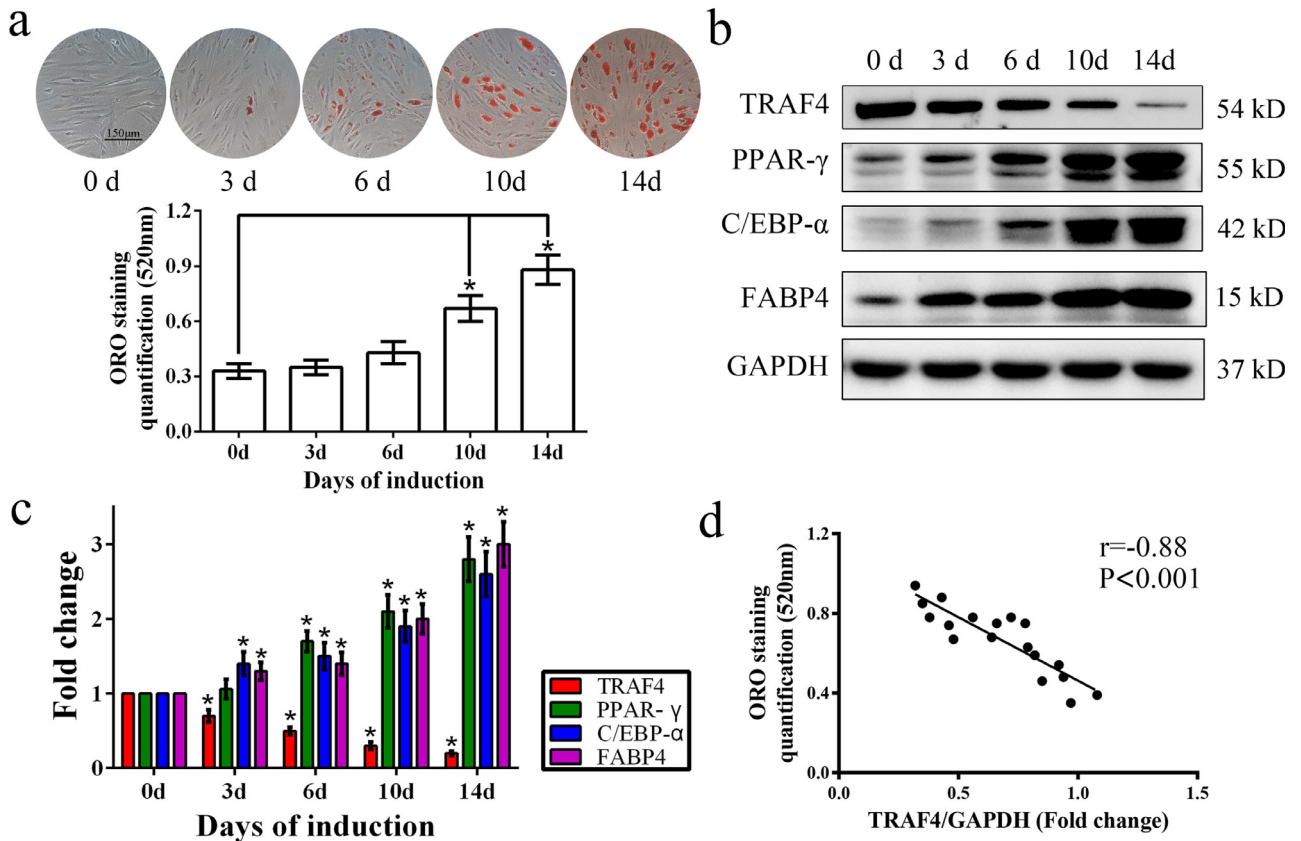 a
150μm
0 d 3 d 6 d 10d 14d
ORO staining
quantification (520nm)
1.2
0.9
0.6
0.3
0.0
* *
0d 3d 6d 10d 14d
Days of induction
b
0 d 3 d 6 d 10d 14d
TRAF4 54 kD
PPAR-γ 55 kD
C/EBP-α 42 kD
FABP4 15 kD
GAPDH 37 kD
c
Fold change
3
2
1
0
* * *
* * * *
* * * *
* * * *
0d 3d 6d 10d 14d
Days of induction
TRAF4
PPAR- γ
C/EBP-α
FABP4
d
ORO staining
quantification (520nm)
1.2
0.8
0.4
0.0
r=-0.88
P<0.001
0.0 0.5 1.0 1.5
TRAF4/GAPDH (Fold change)